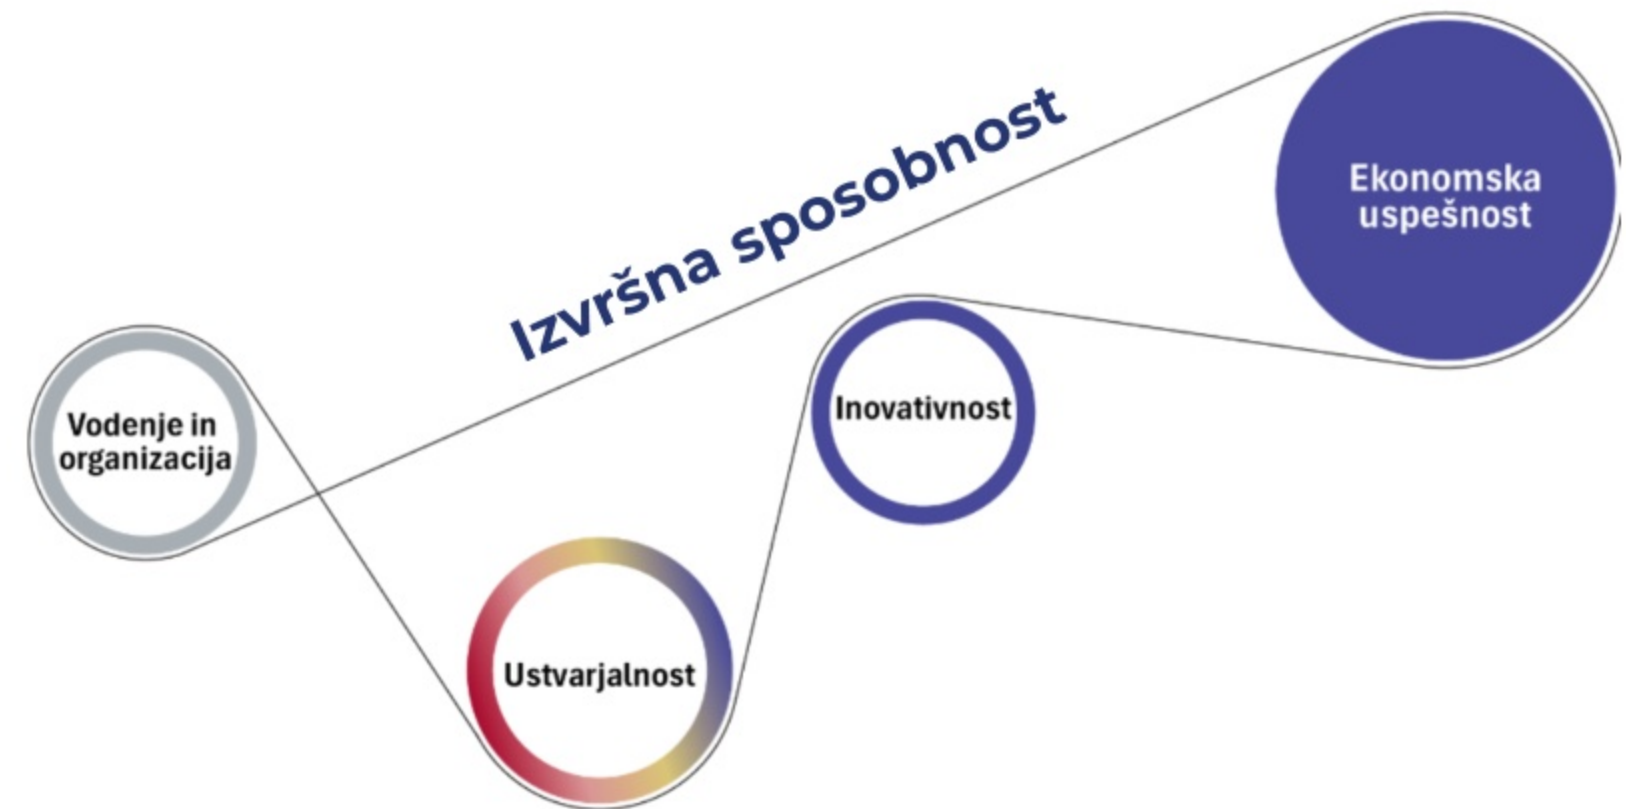 Izvršna sposobnost
Ekonomska
uspešnost
Vodenje in
organizacija
Inovativnost
Ustvarjalnost